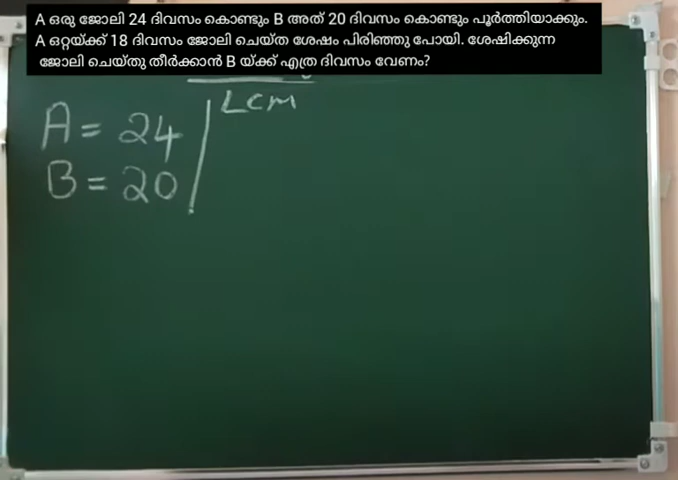 A ഒരു ജോലി 24 ദിവസം കൊണ്ടും B അത് 20 ദിവസം കൊണ്ടും പൂർത്തിയാക്കും.
A ഒറ്റയ്ക്ക് 18 ദിവസം ജോലി ചെയ്ത ശേഷം പിരിഞ്ഞു പോയി. ശേഷിക്കുന്ന
ജോലി ചെയ്തു തീർക്കാൻ B യ്ക്ക് എത്ര ദിവസം വേണം?
LCM
A = 24
B = 20